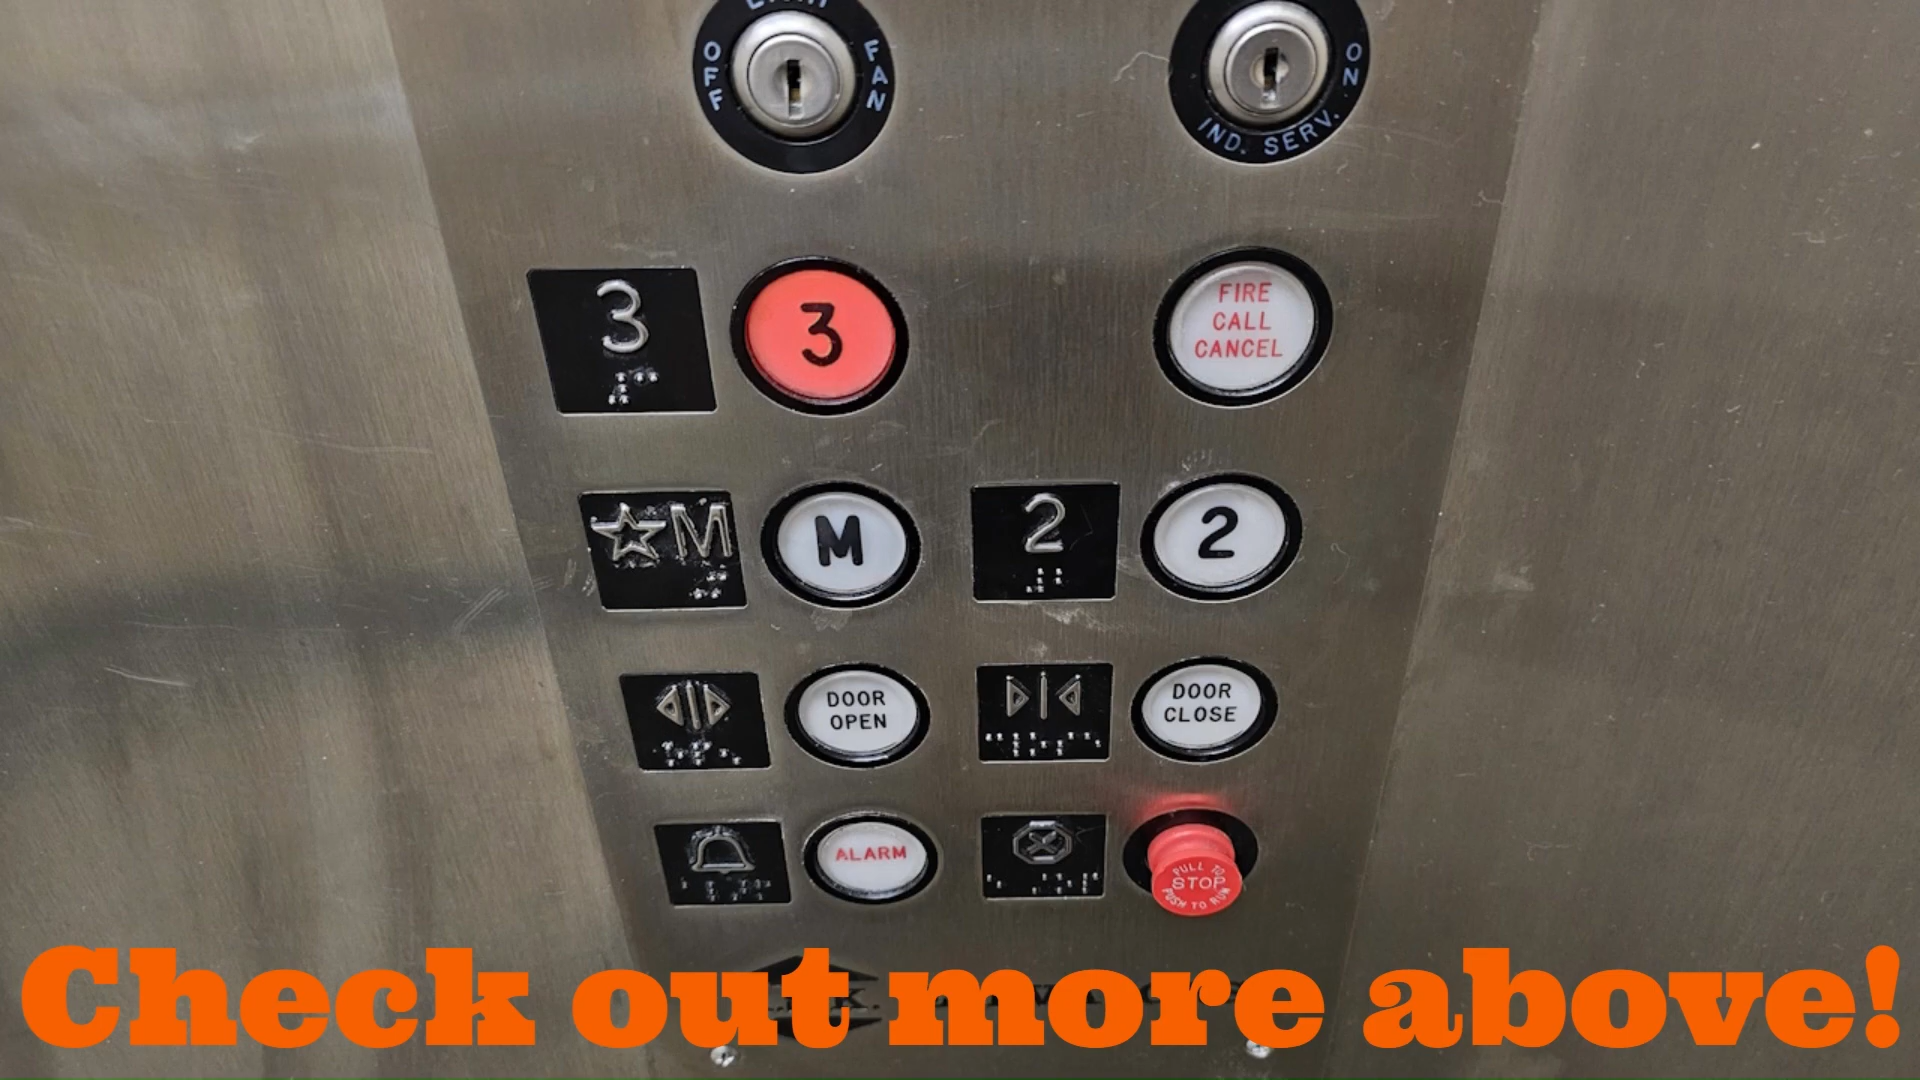 OFF
FAN
ON
IND. SERV.
3
3
FIRE
CALL
CANCEL
☆M
M
2
2
DOOR
OPEN
DOOR
CLOSE
ALARM
PULL TO
STOP
PUSH TO RUN
Check out more above!